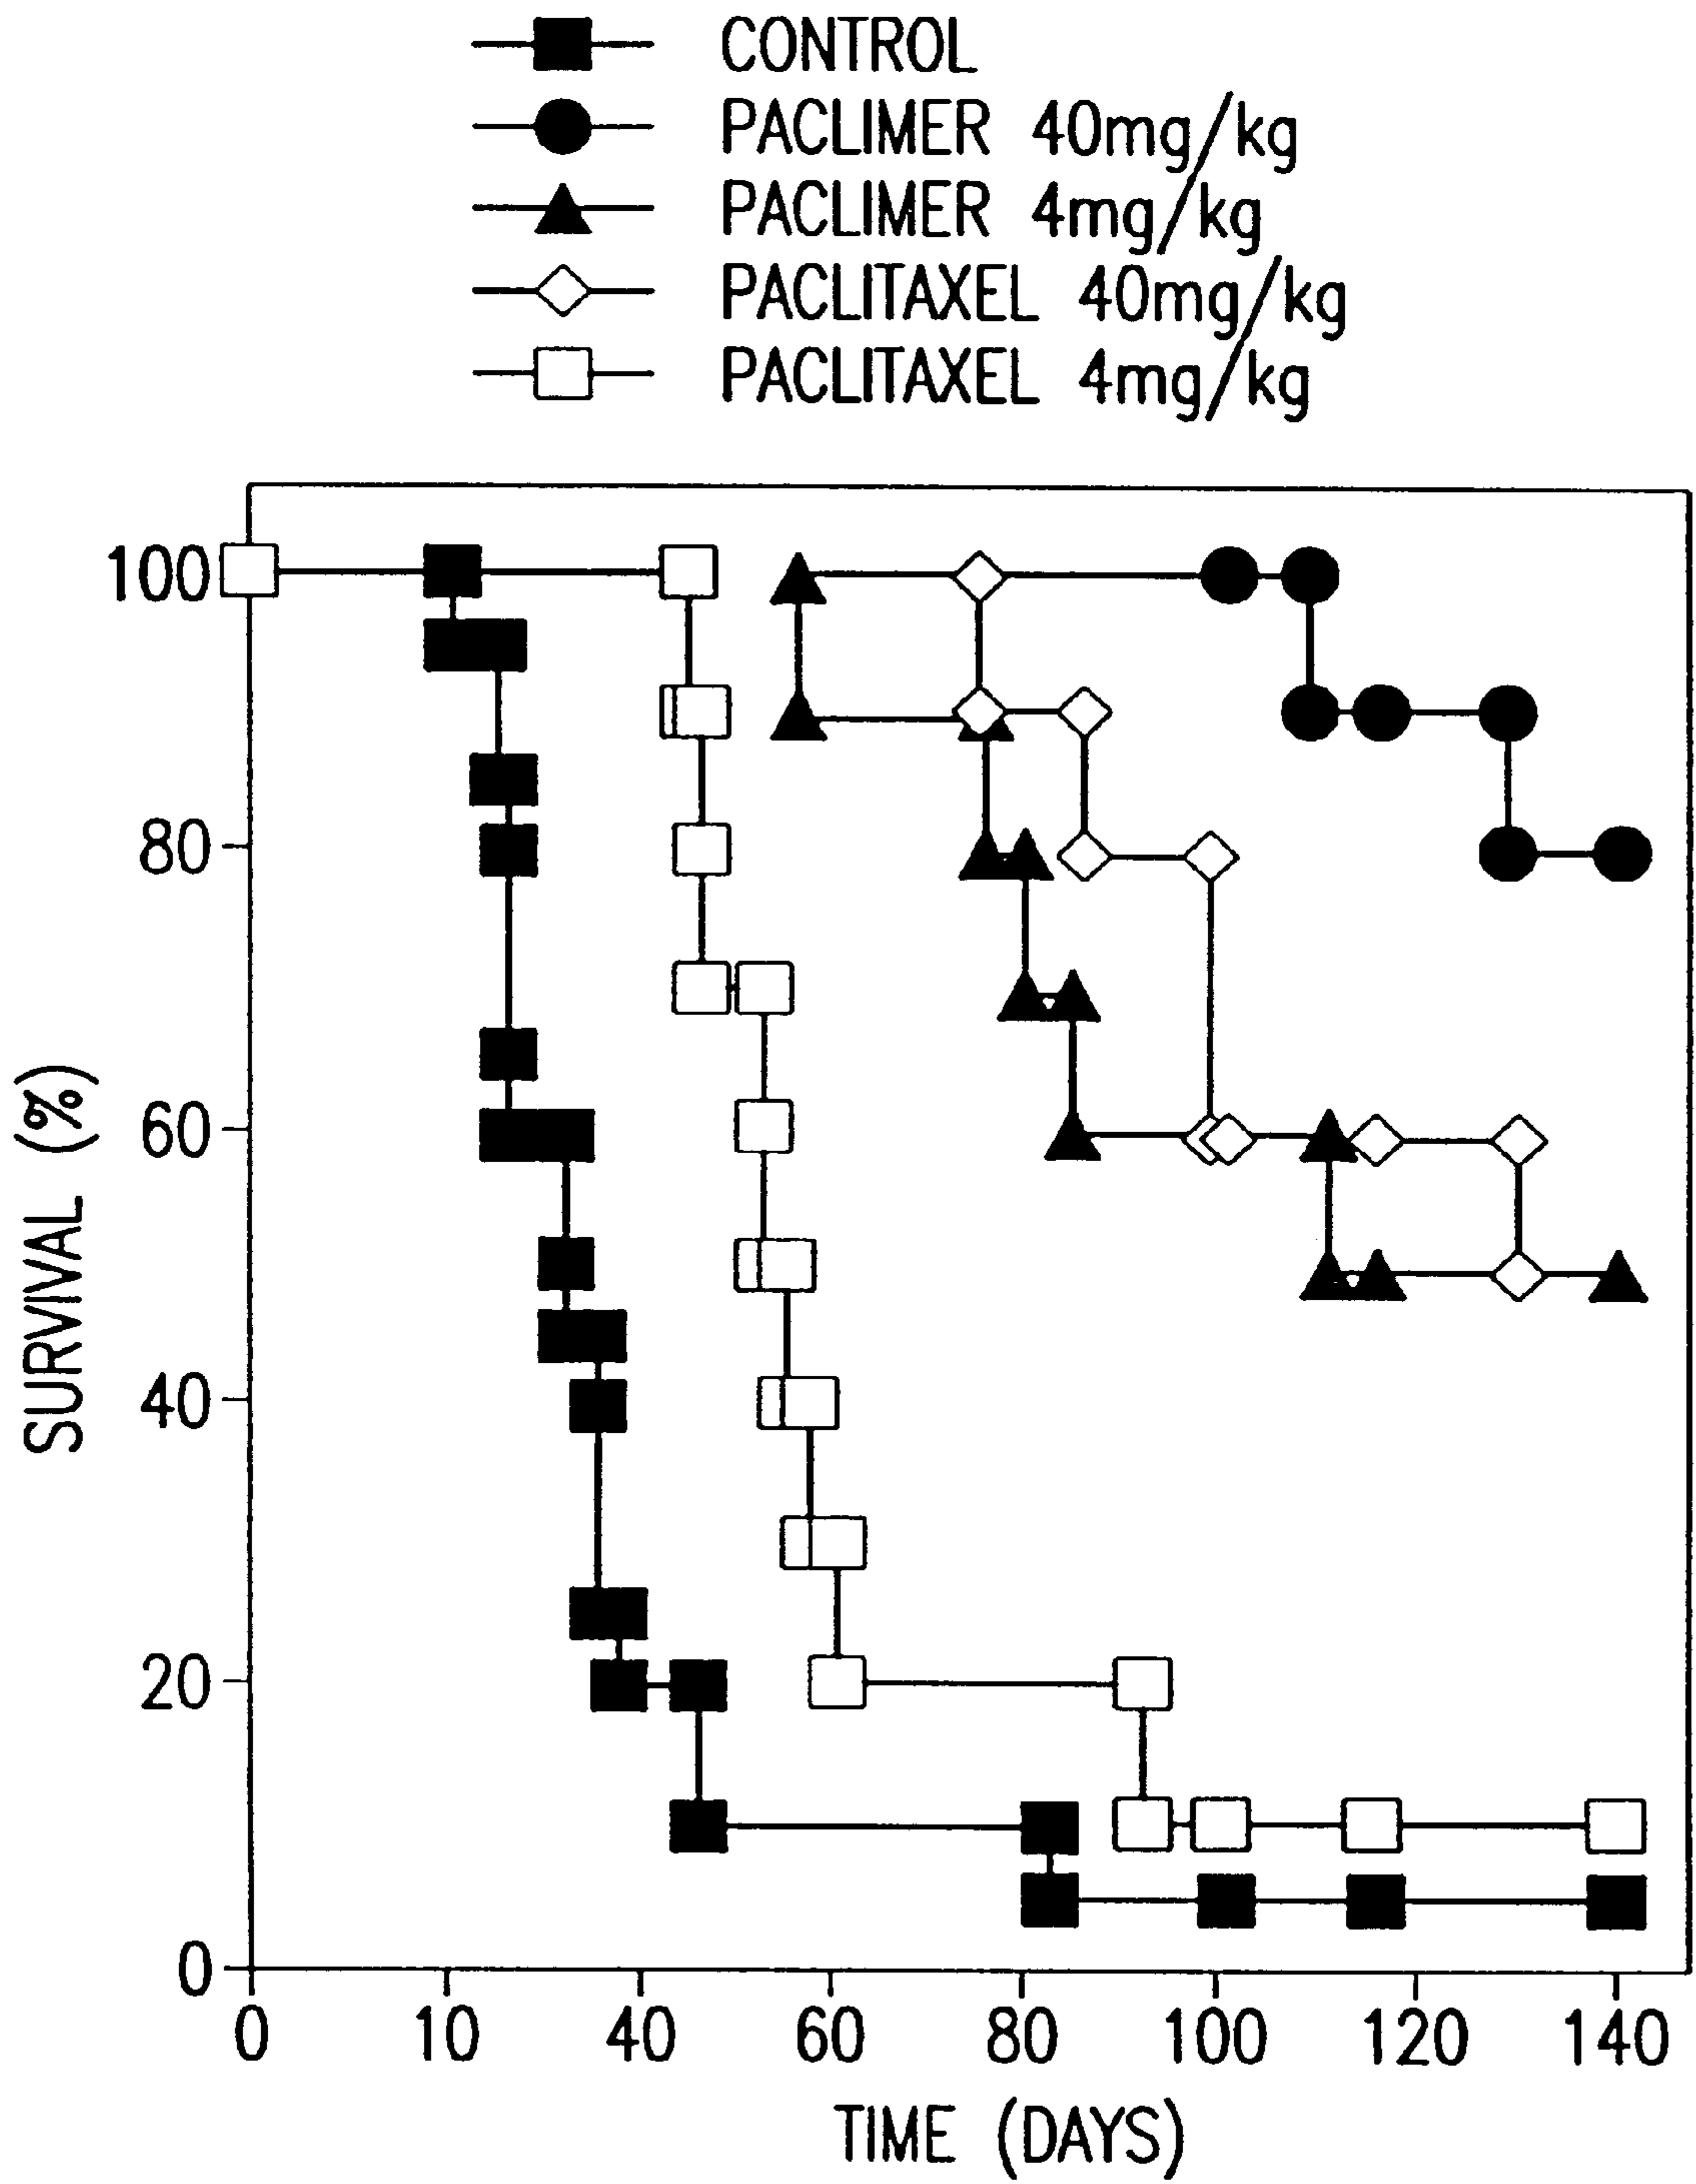 CONTROL
PACLIMER 40mg/kg
PACLIMER 4mg/kg
PACLITAXEL 40mg/kg
PACLITAXEL 4mg/kg
100
80
60
40
20
0
SURVIVAL (%)
0 10 40 60 80 100 120 140
TIME (DAYS)